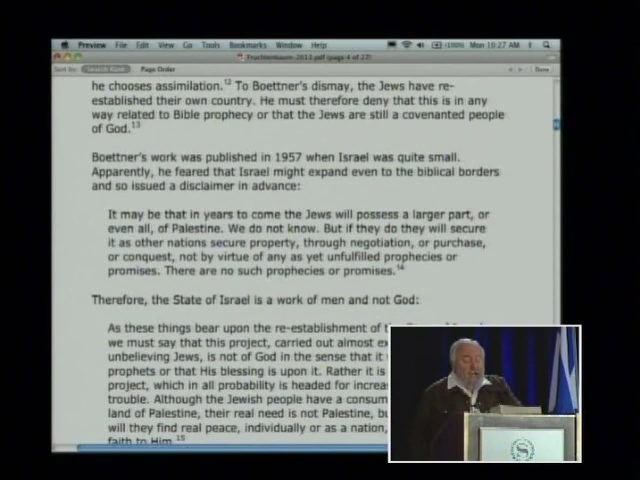 Preview File Edit View Go Tools Bookmarks Window Help Mon 10:27 AM
Fruchtenbaum-2013.pdf (page 4 of 27)
Sort By: Page Order Done
he chooses assimilation.12 To Boettner's dismay, the Jews have re-
established their own country. He must therefore deny that this is in any
way related to Bible prophecy or that the Jews are still a covenanted people
of God.13
Boettner's work was published in 1957 when Israel was quite small.
Apparently, he feared that Israel might expand even to the biblical borders
and so issued a disclaimer in advance:
It may be that in years to come the Jews will possess a larger part, or
even all, of Palestine. We do not know. But if they do they will secure
it as other nations secure property, through negotiation, or purchase,
or conquest, not by virtue of any as yet unfulfilled prophecies or
promises. There are no such prophecies or promises.14
Therefore, the State of Israel is a work of men and not God:
As these things bear upon the re-establishment of
we must say that this project, carried out almost
unbelieving Jews, is not of God in the sense that it
prophets or that His blessing is upon it. Rather it is
project, which in all probability is headed for
trouble. Although the Jewish people have a
land of Palestine, their real need is not Palestine,
will they find real peace, individually or as a nation,
faith to Him.15
S